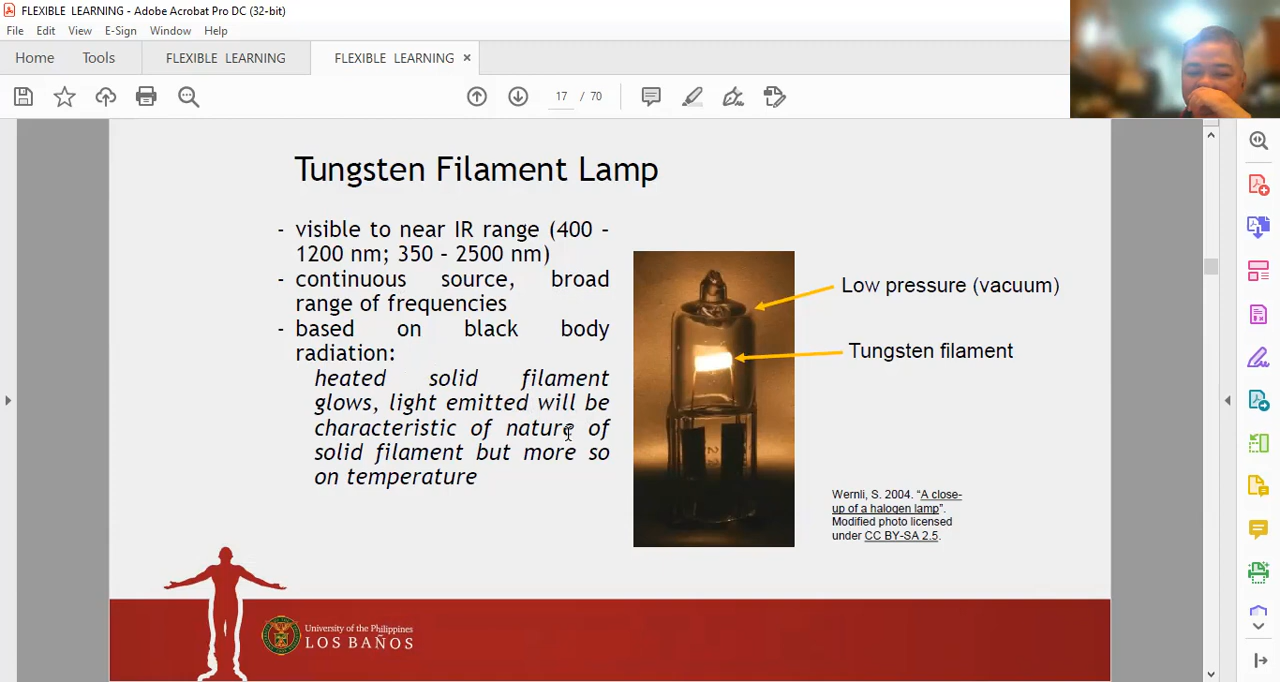 FLEXIBLE LEARNING - Adobe Acrobat Pro DC (32-bit)
File Edit View E-Sign Window Help
Home Tools FLEXIBLE LEARNING FLEXIBLE LEARNING ×
17 / 70
Tungsten Filament Lamp
- visible to near IR range (400 –
1200 nm; 350 – 2500 nm)
- continuous source, broad
range of frequencies
- based on black body
radiation:
heated solid filament
glows, light emitted will be
characteristic of nature of
solid filament but more so
on temperature
Low pressure (vacuum)
Tungsten filament
Wernli, S. 2004. “A close-
up of a halogen lamp”.
Modified photo licensed
under CC BY-SA 2.5.
University of the Philippines
LOS BAÑOS